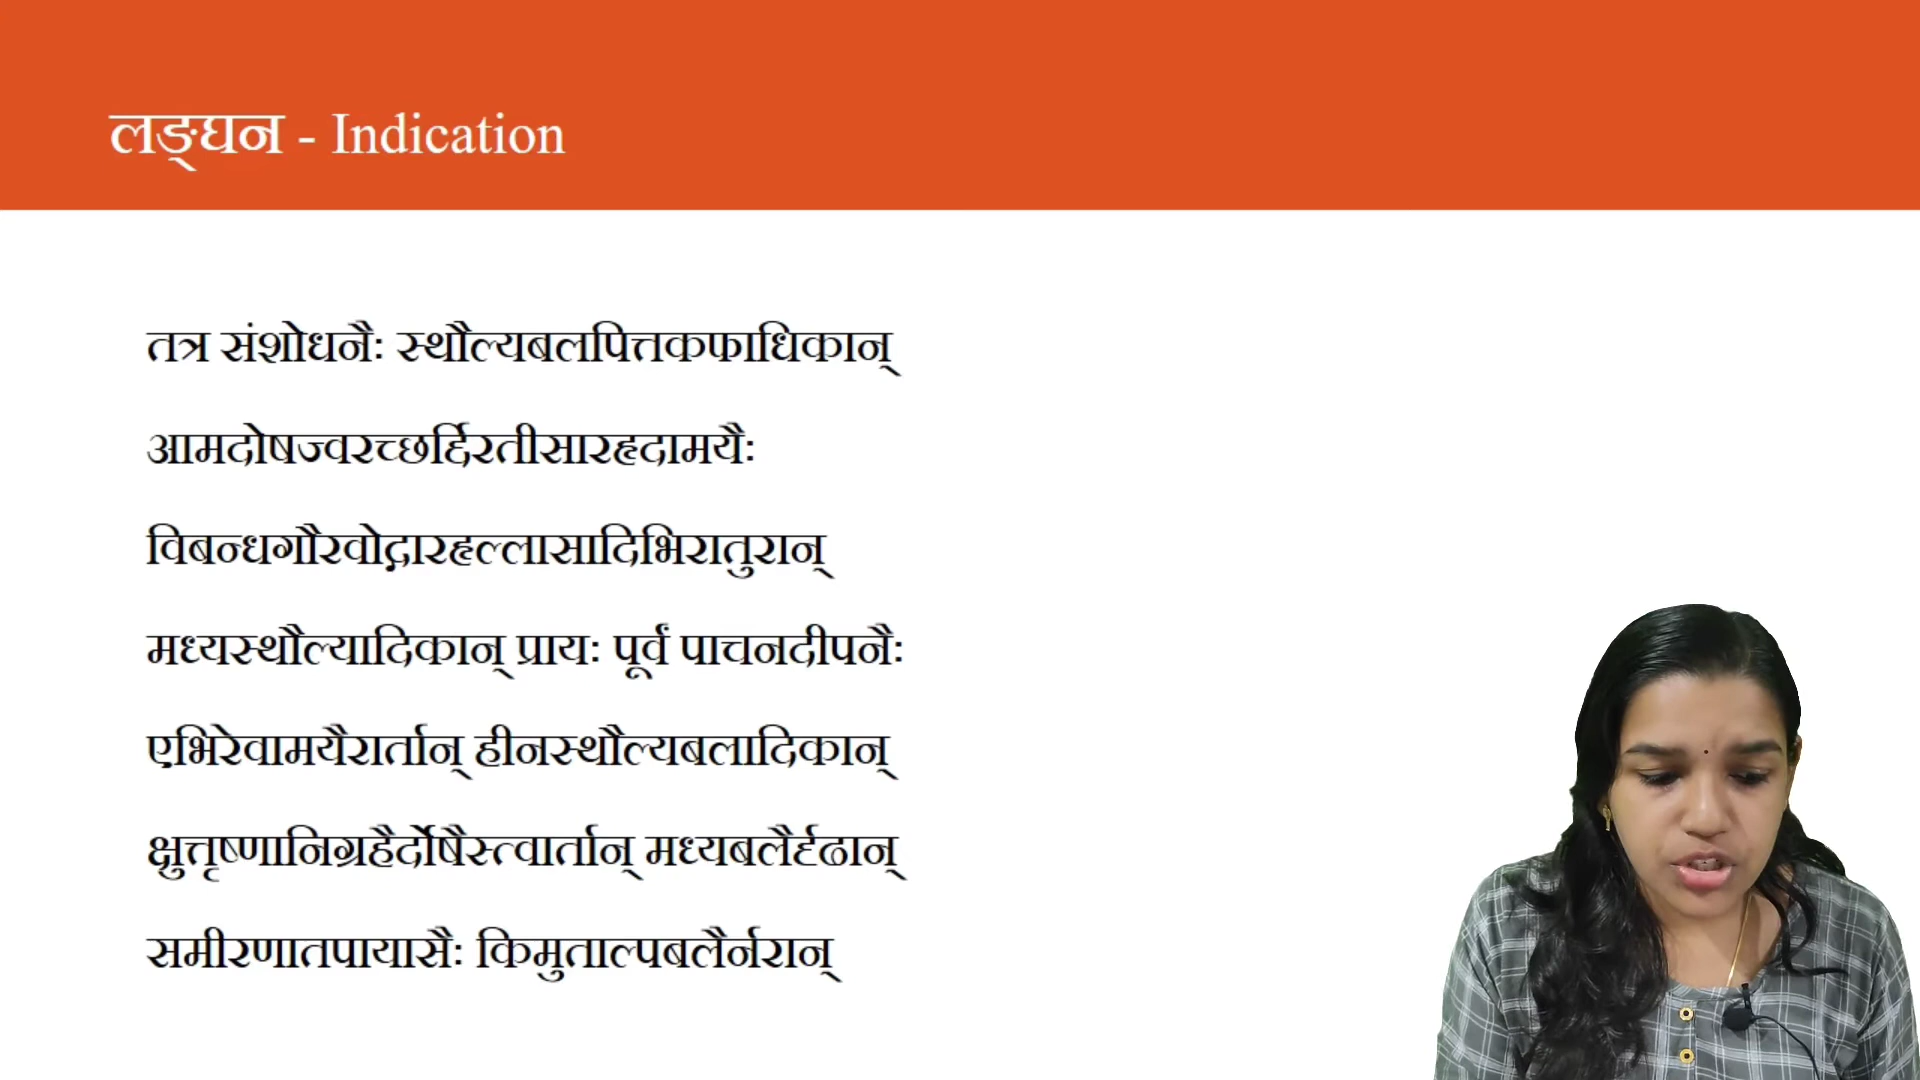 लङ्घन - Indication
तत्र संशोधनैः स्थौल्यबलपित्तकफाधिकान्
आमदोषज्वरच्छर्द्दिरतीसारहृदामयैः
विबन्धगौरवोद्गारहृल्लासादिभिरातुरान्
मध्यस्थौल्यादिकान् प्रायः पूर्वं पाचनदीपनैः
एभिरेवामयैरार्तान् हीनस्थौल्यबलादिकान्
क्षुत्तृष्णानिग्रहैर्दोषैस्त्वार्तान् मध्यबलैर्दृढान्
समीरणातपायासैः किमुताल्पबलैर्नरान्